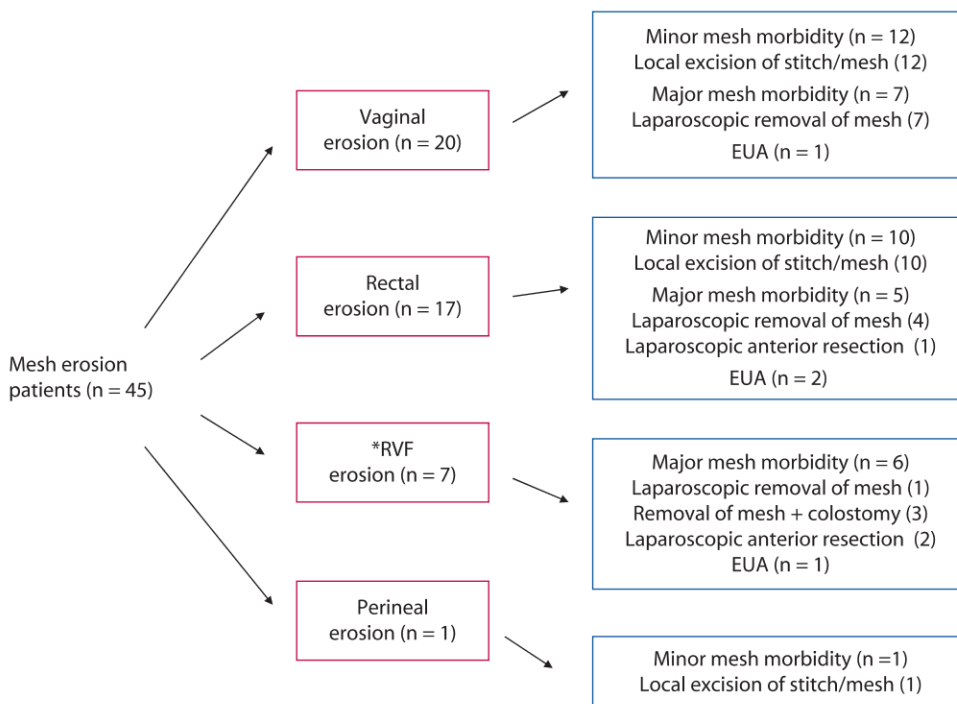 Mesh erosion
patients (n = 45)
Vaginal
erosion (n = 20)
Minor mesh morbidity (n = 12)
Local excision of stitch/mesh (12)
Major mesh morbidity (n = 7)
Laparoscopic removal of mesh (7)
EUA (n = 1)
Rectal
erosion (n = 17)
Minor mesh morbidity (n = 10)
Local excision of stitch/mesh (10)
Major mesh morbidity (n = 5)
Laparoscopic removal of mesh (4)
Laparoscopic anterior resection (1)
EUA (n = 2)
*RVF
erosion (n = 7)
Major mesh morbidity (n = 6)
Laparoscopic removal of mesh (1)
Removal of mesh + colostomy (3)
Laparoscopic anterior resection (2)
EUA (n = 1)
Perineal
erosion (n = 1)
Minor mesh morbidity (n =1)
Local excision of stitch/mesh (1)